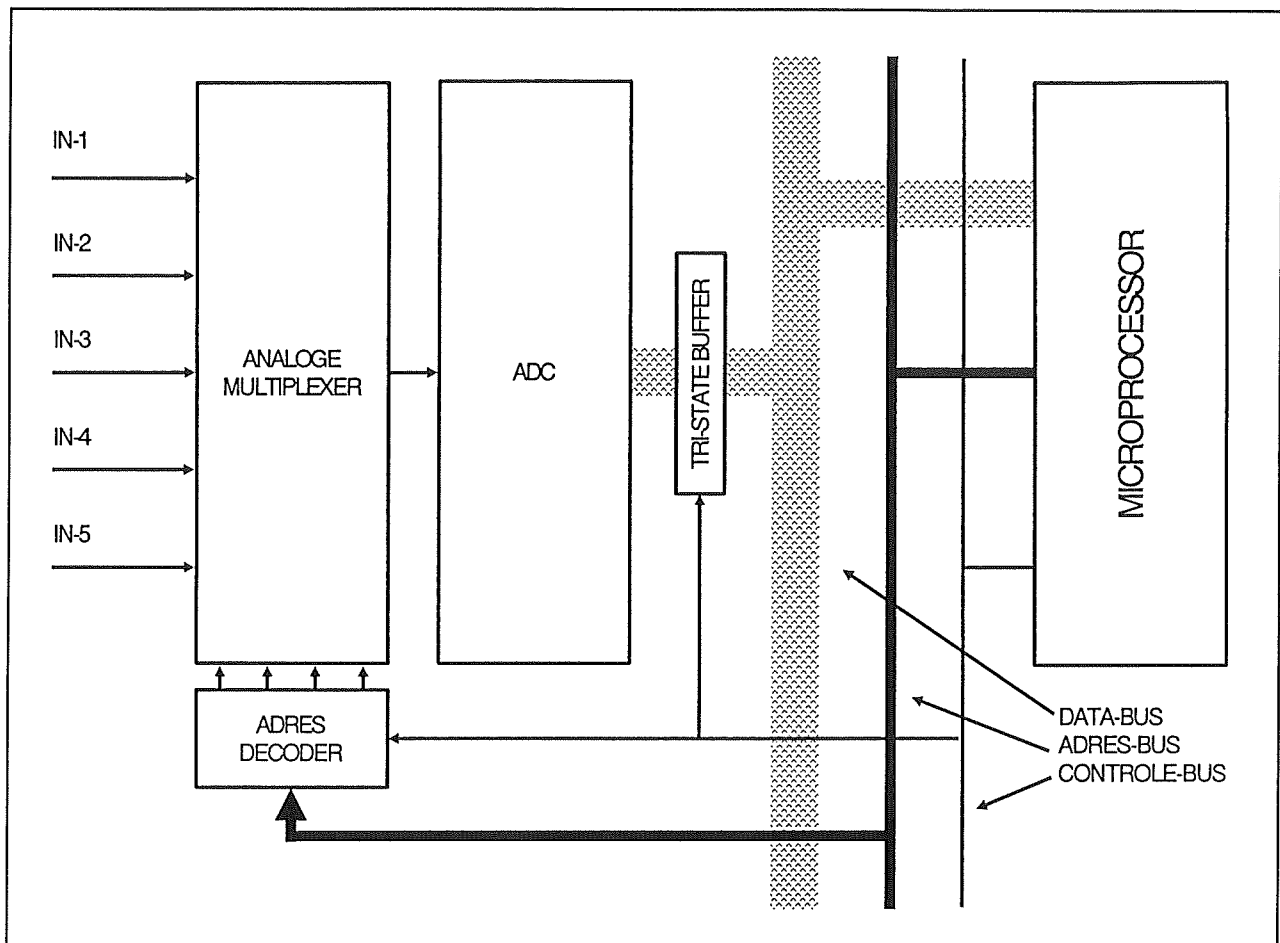 IN-1
IN-2
IN-3
IN-4
IN-5
ANALOGE
MULTIPLEXER
ADC
TRI-STATE BUFFER
MICROPROCESSOR
ADRES
DECODER
DATA-BUS
ADRES-BUS
CONTROLE-BUS